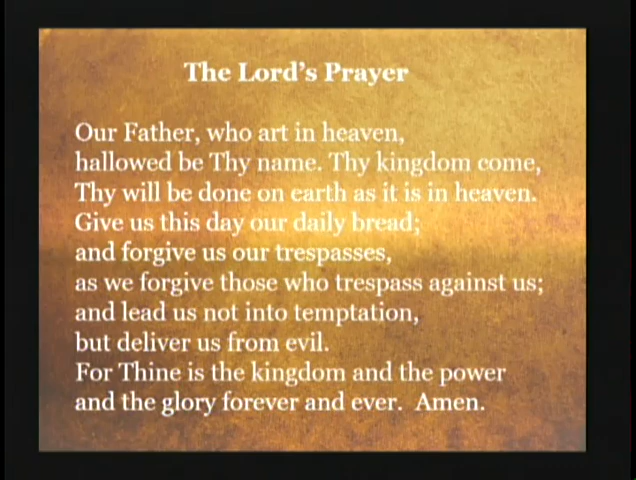 The Lord's Prayer
Our Father, who art in heaven,
hallowed be Thy name. Thy kingdom come,
Thy will be done on earth as it is in heaven.
Give us this day our daily bread;
and forgive us our trespasses,
as we forgive those who trespass against us;
and lead us not into temptation,
but deliver us from evil.
For Thine is the kingdom and the power
and the glory forever and ever.  Amen.